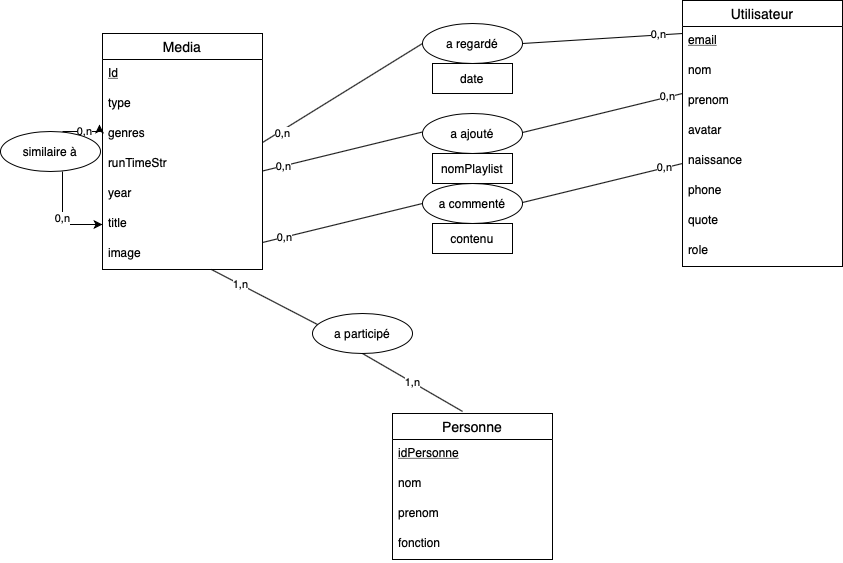 Media
Id
type
genres
runTimeStr
year
title
image
similaire à
0,n
0,n
0,n
0,n
0,n
a regardé
date
a ajouté
nomPlaylist
a commenté
contenu
0,n
0,n
0,n
Utilisateur
email
nom
prenom
avatar
naissance
phone
quote
role
1,n
a participé
1,n
Personne
idPersonne
nom
prenom
fonction